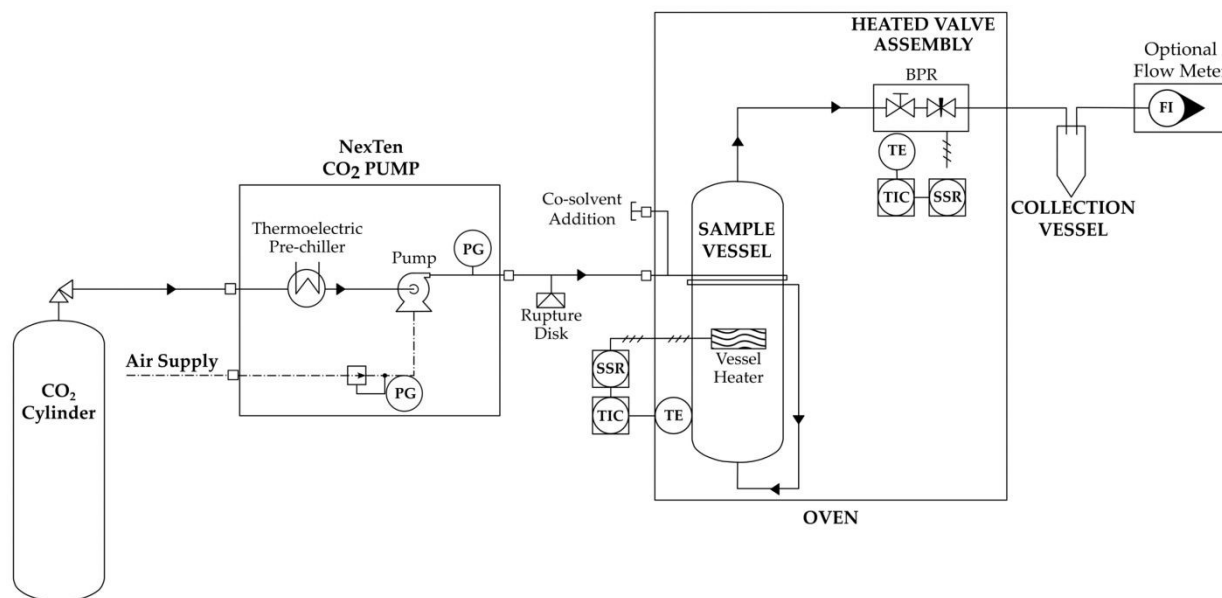 HEATED VALVE
ASSEMBLY
BPR
Optional
Flow Meter
FI
TE
TIC
SSR
COLLECTION
VESSEL
NexTen
CO₂ PUMP
Thermoelectric
Pre-chiller
Pump
PG
Co-solvent
Addition
SAMPLE
VESSEL
Rupture
Disk
Air Supply
PG
CO₂
Cylinder
SSR
TIC
TE
Vessel
Heater
OVEN